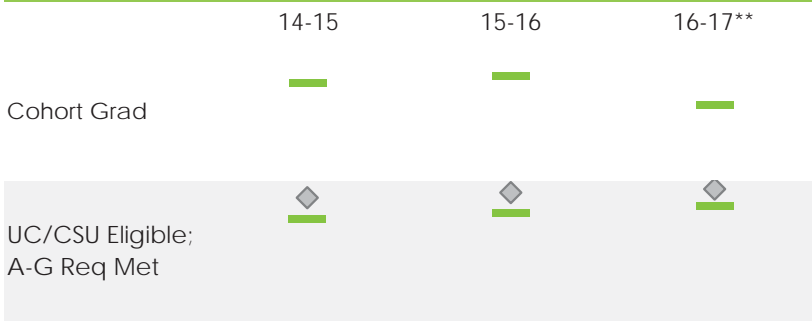 14-15 15-16 16-17**
Cohort Grad
UC/CSU Eligible;
A-G Req Met